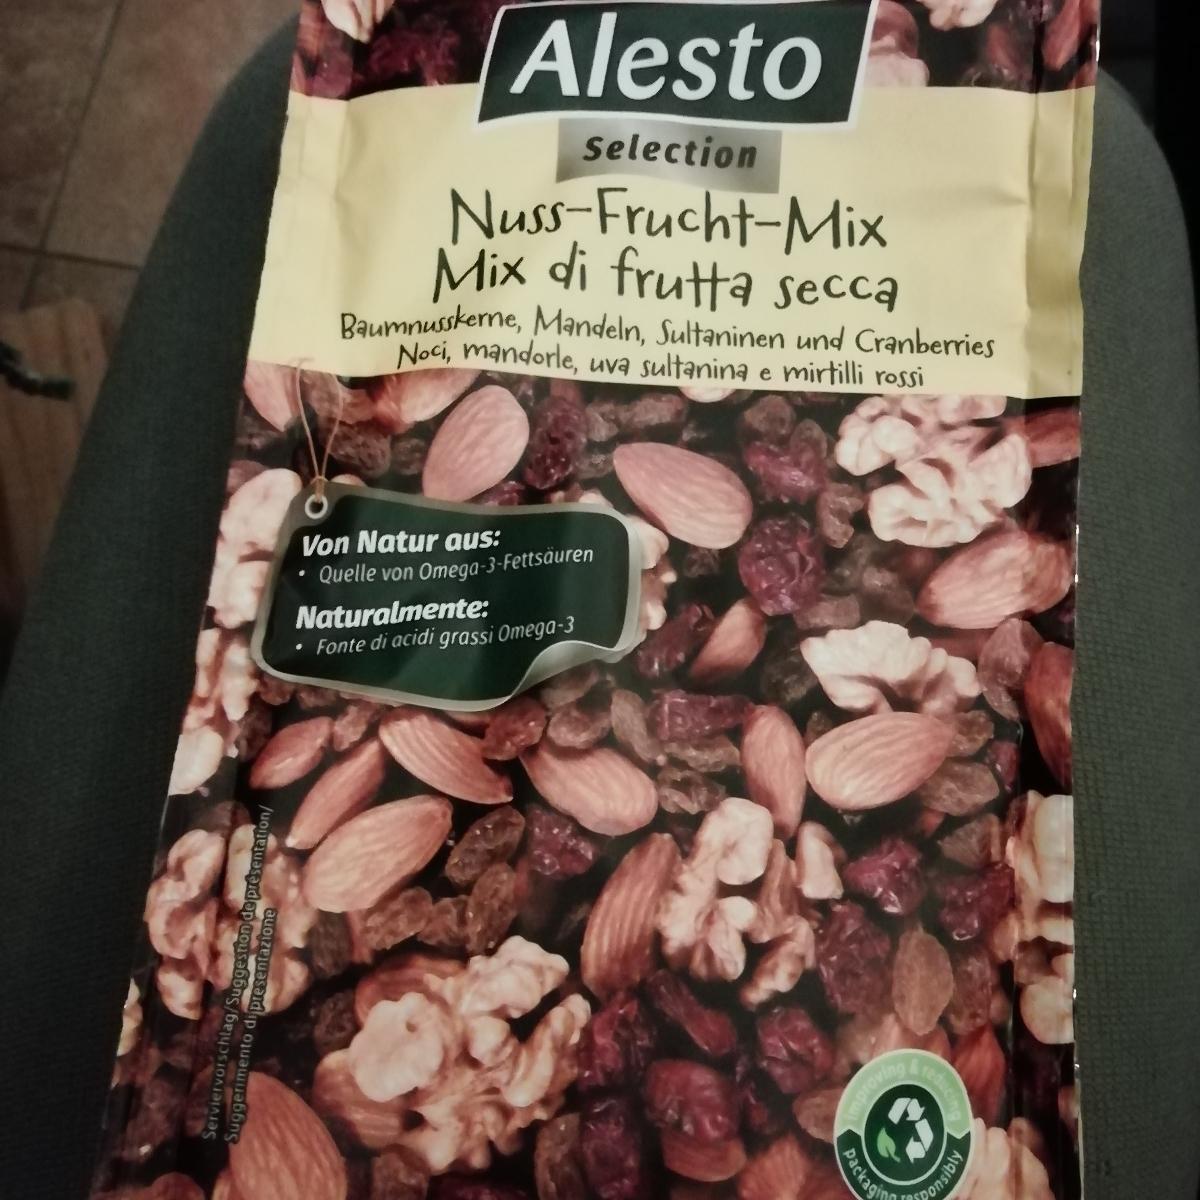 Alesto
Selection
Nuss-Frucht-Mix
Mix di frutta secca
Baumnusskerne, Mandeln, Sultaninen und Cranberries
Noci, mandorle, uva sultanina e mirtilli rossi
Von Natur aus:
• Quelle von Omega-3-Fettsäuren
Naturalmente:
• Fonte di acidi grassi Omega-3
Serviervorschlag/Suggestion de présentation/
Suggerimento di presentazione
improving & reducing
packaging responsibly